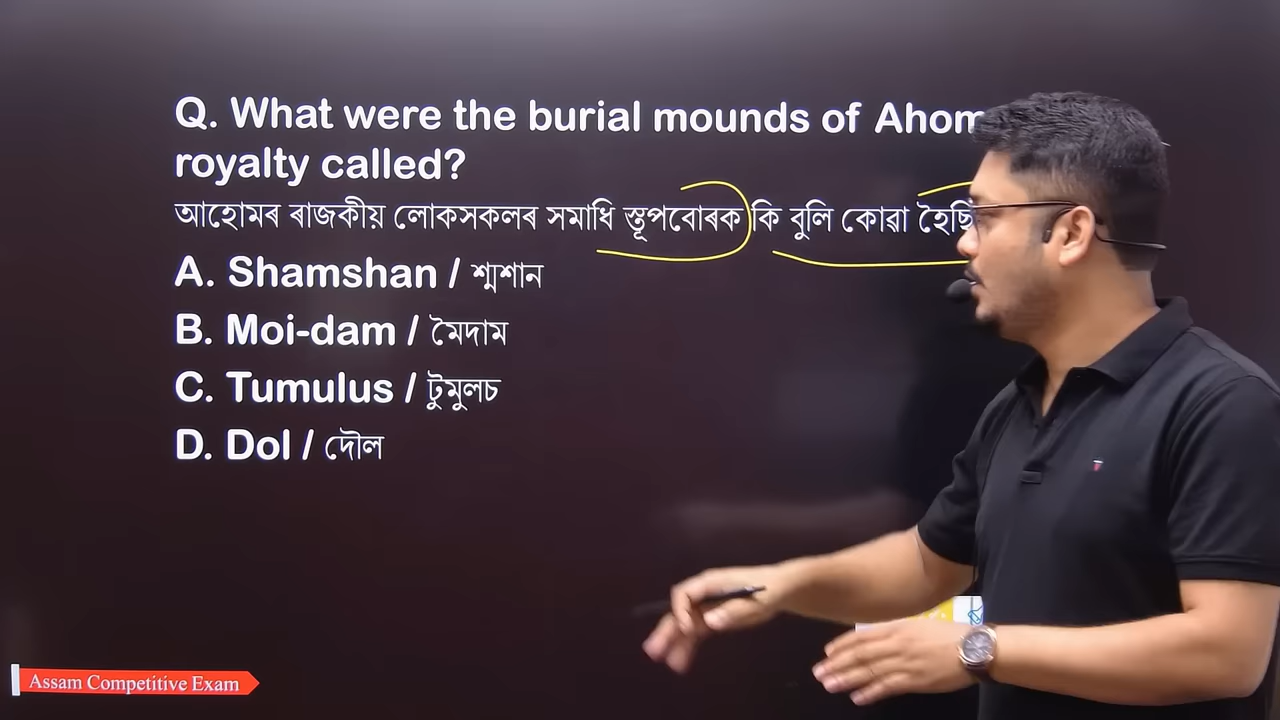 Q. What were the burial mounds of Ahom
royalty called?
আহোমৰ ৰাজকীয় লোকসকলৰ সমাধি স্তূপবোৰক কি বুলি কোৱা হৈছি
A. Shamshan / শ্মশান
B. Moi-dam / মৈদাম
C. Tumulus / টুমুলচ
D. Dol / দৌল
Assam Competitive Exam